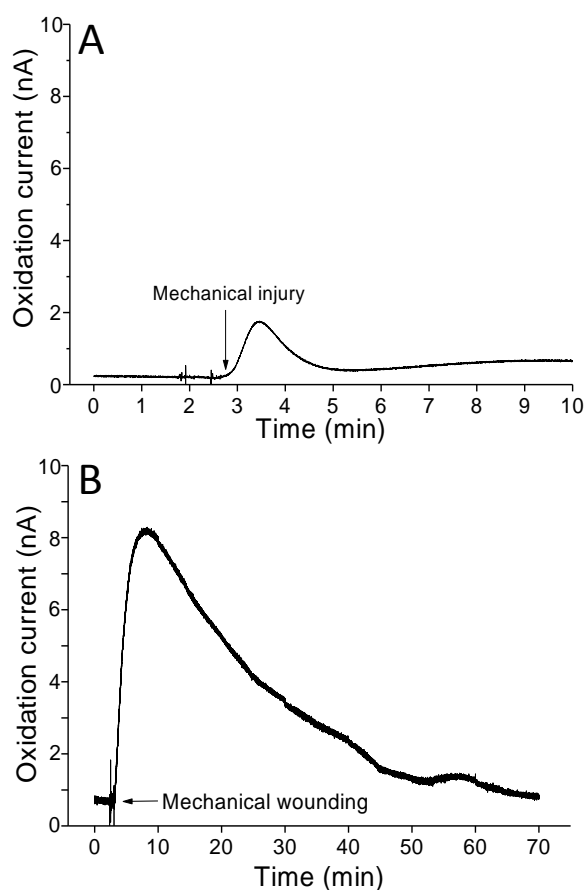 A
Oxidation current (nA)
10
8
6
4
2
0
Mechanical injury
0 1 2 3 4 5 6 7 8 9 10
Time (min)
B
Oxidation current (nA)
10
8
6
4
2
0
Mechanical wounding
0 10 20 30 40 50 60 70
Time (min)